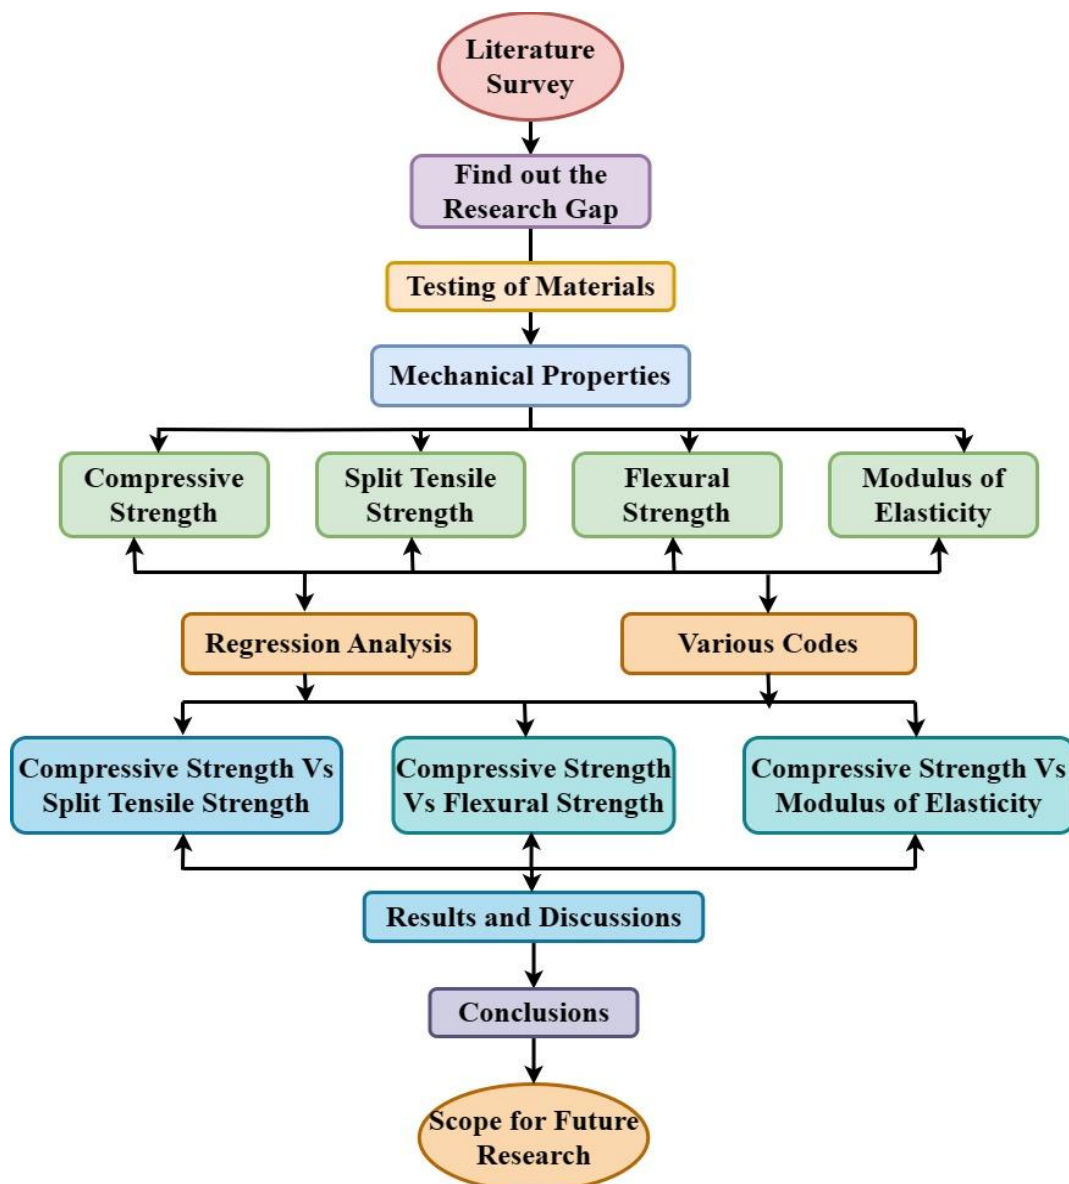 Literature
Survey
Find out the
Research Gap
Testing of Materials
Mechanical Properties
Compressive
Strength
Split Tensile
Strength
Flexural
Strength
Modulus of
Elasticity
Regression Analysis
Various Codes
Compressive Strength Vs
Split Tensile Strength
Compressive Strength
Vs Flexural Strength
Compressive Strength Vs
Modulus of Elasticity
Results and Discussions
Conclusions
Scope for Future
Research